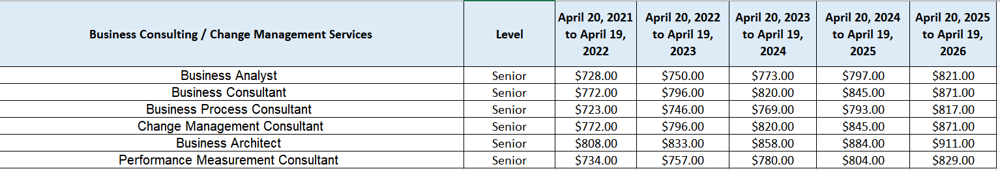 Business Consulting / Change Management Services Level April 20, 2021 to April 19, 2022 April 20, 2022 to April 19, 2023 April 20, 2023 to April 19, 2024 April 20, 2024 to April 19, 2025 April 20, 2025 to April 19, 2026
Business Analyst Senior $728.00 $750.00 $773.00 $797.00 $821.00
Business Consultant Senior $772.00 $796.00 $820.00 $845.00 $871.00
Business Process Consultant Senior $723.00 $746.00 $769.00 $793.00 $817.00
Change Management Consultant Senior $772.00 $796.00 $820.00 $845.00 $871.00
Business Architect Senior $808.00 $833.00 $858.00 $884.00 $911.00
Performance Measurement Consultant Senior $734.00 $757.00 $780.00 $804.00 $829.00